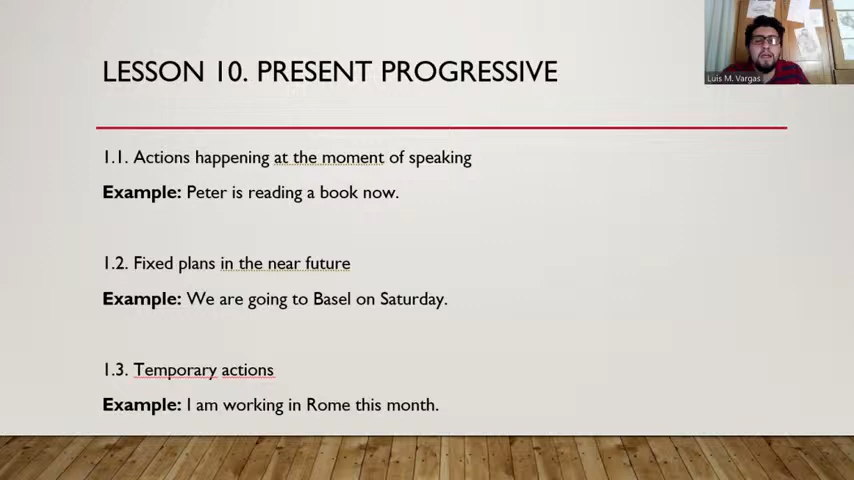 LESSON 10. PRESENT PROGRESSIVE
Luis M. Vargas
1.1. Actions happening at the moment of speaking
Example: Peter is reading a book now.
1.2. Fixed plans in the near future
Example: We are going to Basel on Saturday.
1.3. Temporary actions
Example: I am working in Rome this month.